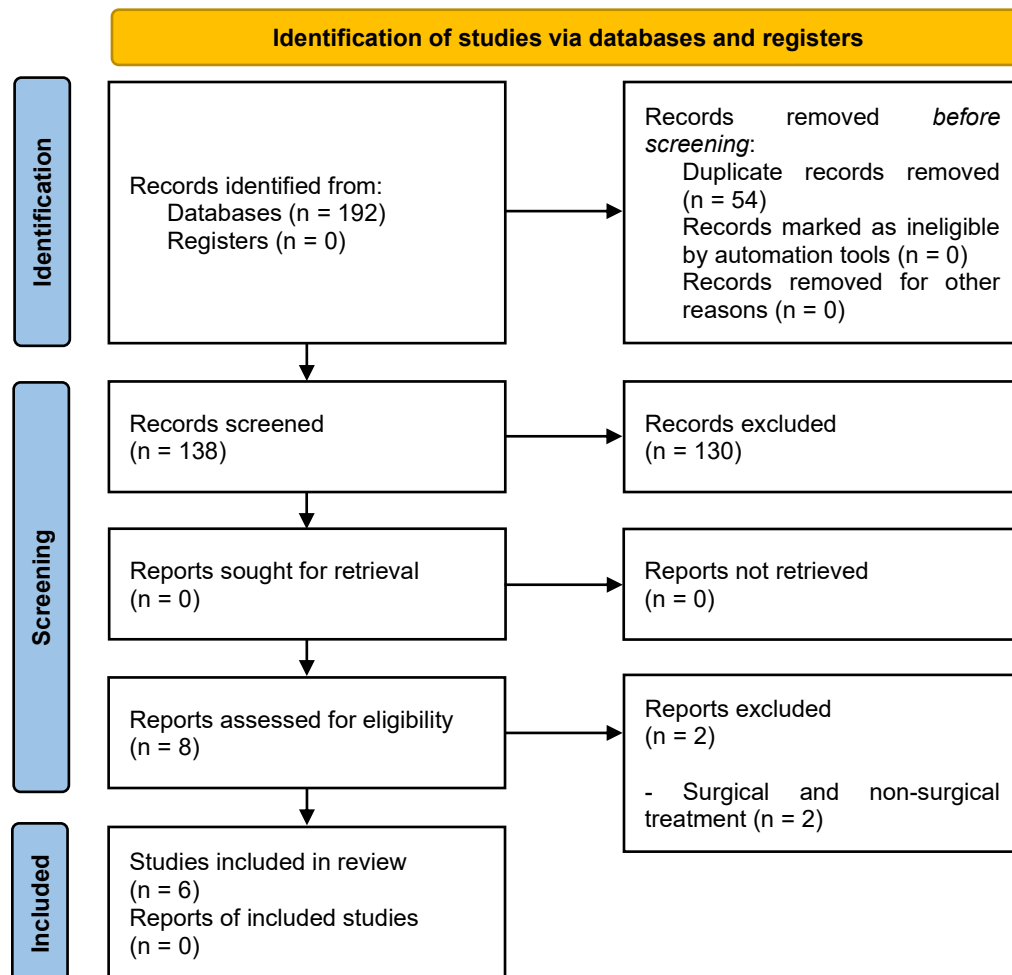 Identification of studies via databases and registers
Identification
Records identified from:
Databases (n = 192)
Registers (n = 0)
Records removed before
screening:
Duplicate records removed
(n = 54)
Records marked as ineligible
by automation tools (n = 0)
Records removed for other
reasons (n = 0)
Screening
Records screened
(n = 138)
Records excluded
(n = 130)
Reports sought for retrieval
(n = 0)
Reports not retrieved
(n = 0)
Reports assessed for eligibility
(n = 8)
Reports excluded
(n = 2)
- Surgical and non-surgical
treatment (n = 2)
Included
Studies included in review
(n = 6)
Reports of included studies
(n = 0)